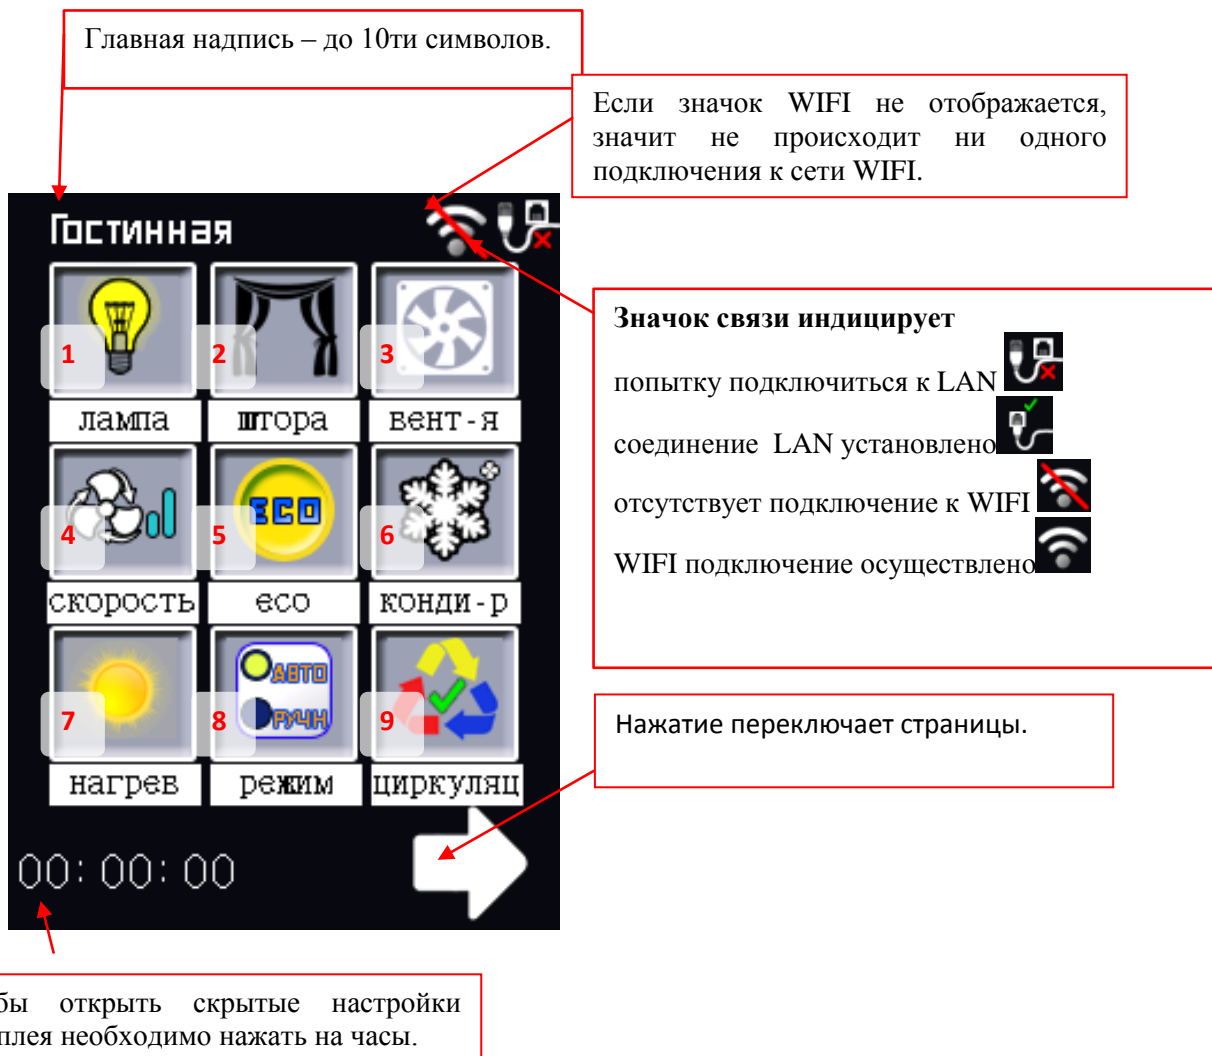 Главная надпись – до 10ти символов.
Если значок WIFI не отображается,
значит не происходит ни одного
подключения к сети WIFI.
Гостинная
1
2
3
лампа
штора
вент-я
4
5
ECO
6
скорость
eco
конди-р
7
8
АВТО
РУЧН
9
нагрев
режим
циркуляц
00:00:00
Значок связи индицирует
попытку подключиться к LAN
соединение LAN установлено
отсутствует подключение к WIFI
WIFI подключение осуществлено
Нажатие переключает страницы.
бы открыть скрытые настройки
плея необходимо нажать на часы.